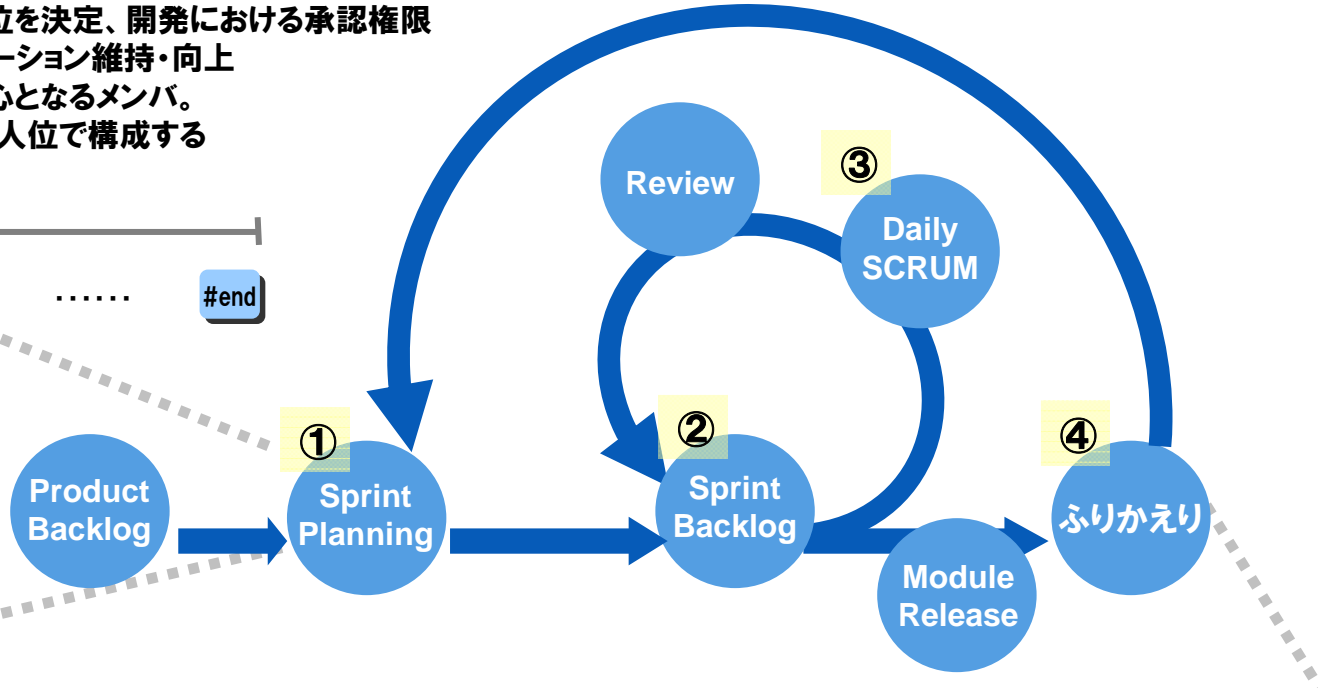 位を決定、開発における承認権限
ーション維持・向上
心となるメンバ。
人位で構成する
‥‥‥
#end
Review
③
Daily
SCRUM
①
②
④
Product
Backlog
Sprint
Planning
Sprint
Backlog
ふりかえり
Module
Release